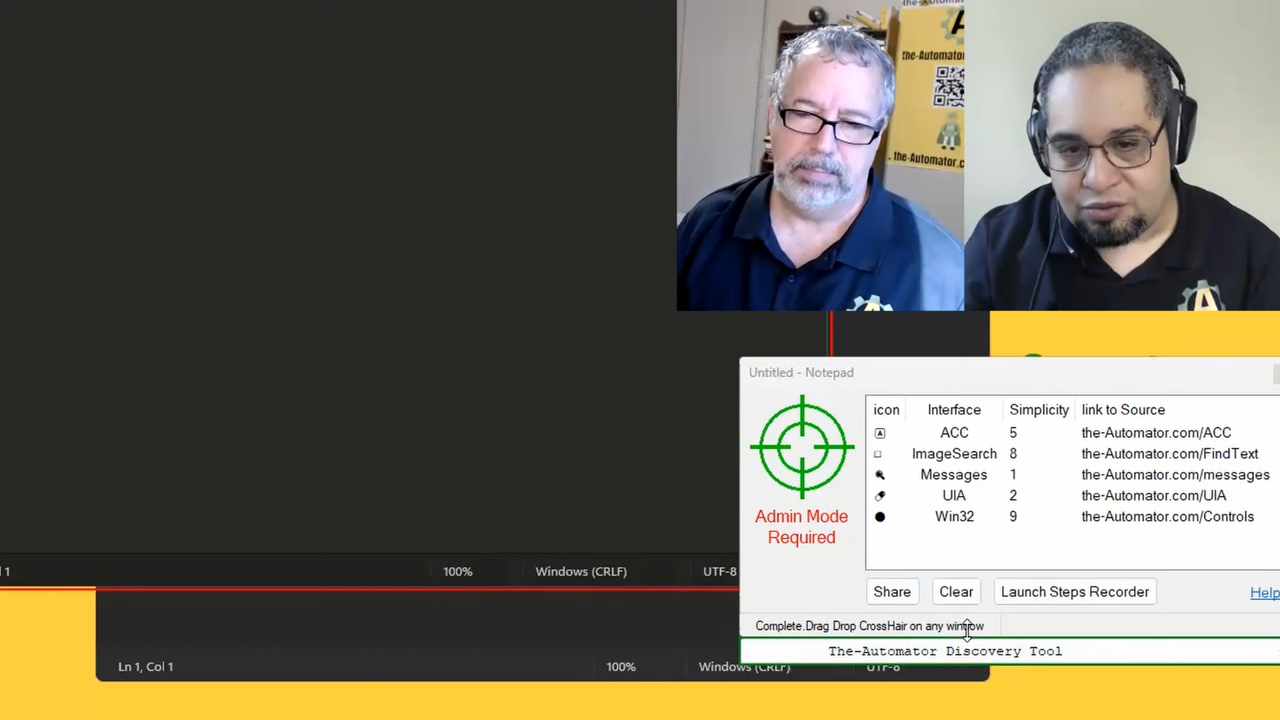 the-Automator
. the-Automator.c
A
Untitled - Notepad
icon Interface Simplicity link to Source
ACC 5 the-Automator.com/ACC
ImageSearch 8 the-Automator.com/FindText
Messages 1 the-Automator.com/messages
UIA 2 the-Automator.com/UIA
Win32 9 the-Automator.com/Controls
Admin Mode
Required
Share Clear Launch Steps Recorder Help
Complete.Drag Drop CrossHair on any window
The-Automator Discovery Tool
l 1 100% Windows (CRLF) UTF-8
Ln 1, Col 1 100% Windows (CRLF) UTF-8